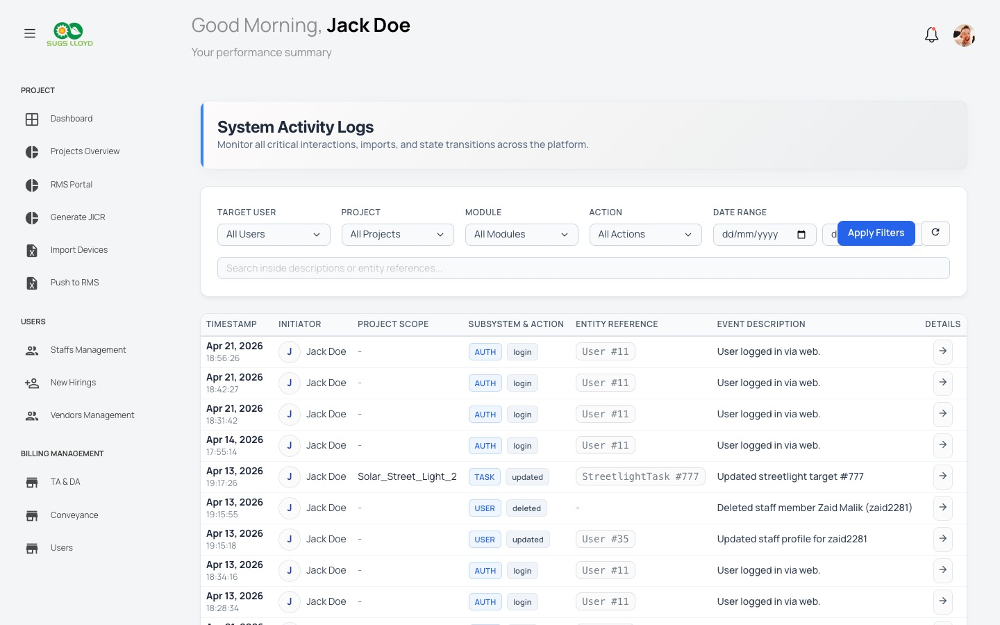 SUGS LLOYD
Good Morning, Jack Doe
Your performance summary
PROJECT
Dashboard
Projects Overview
RMS Portal
Generate JICR
Import Devices
Push to RMS
USERS
Staffs Management
New Hirings
Vendors Management
BILLING MANAGEMENT
TA & DA
Conveyance
Users
System Activity Logs
Monitor all critical interactions, imports, and state transitions across the platform.
TARGET USER PROJECT MODULE ACTION DATE RANGE
All Users All Projects All Modules All Actions dd/mm/yyyy d Apply Filters
Search inside descriptions or entity references...
TIMESTAMP INITIATOR PROJECT SCOPE SUBSYSTEM & ACTION ENTITY REFERENCE EVENT DESCRIPTION DETAILS
Apr 21, 2026
18:56:26 J Jack Doe - AUTH login User #11 User logged in via web.
Apr 21, 2026
18:42:27 J Jack Doe - AUTH login User #11 User logged in via web.
Apr 21, 2026
18:31:42 J Jack Doe - AUTH login User #11 User logged in via web.
Apr 14, 2026
17:55:14 J Jack Doe - AUTH login User #11 User logged in via web.
Apr 13, 2026
19:17:26 J Jack Doe Solar_Street_Light_2 TASK updated StreetlightTask #777 Updated streetlight target #777
Apr 13, 2026
19:15:55 J Jack Doe - USER deleted - Deleted staff member Zaid Malik (zaid2281)
Apr 13, 2026
19:15:18 J Jack Doe - USER updated User #35 Updated staff profile for zaid2281
Apr 13, 2026
18:34:16 J Jack Doe - AUTH login User #11 User logged in via web.
Apr 13, 2026
18:28:34 J Jack Doe - AUTH login User #11 User logged in via web.